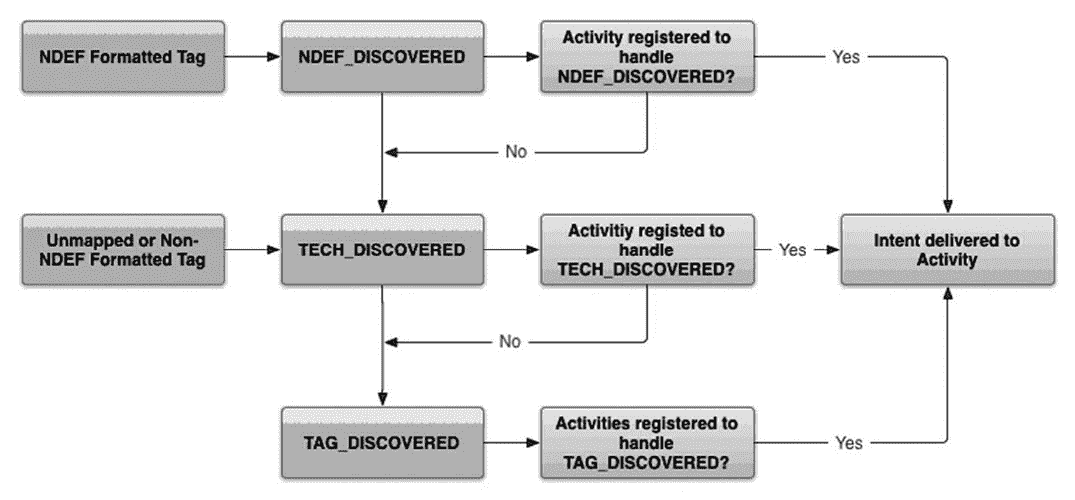 NDEF Formatted Tag
NDEF_DISCOVERED
Activity registered to
handle
NDEF_DISCOVERED?
Yes
No
Unmapped or Non-
NDEF Formatted Tag
TECH_DISCOVERED
Activitiy registed to
handle
TECH_DISCOVERED?
Yes
Intent delivered to
Activity
No
TAG_DISCOVERED
Activities registered to
handle
TAG_DISCOVERED?
Yes